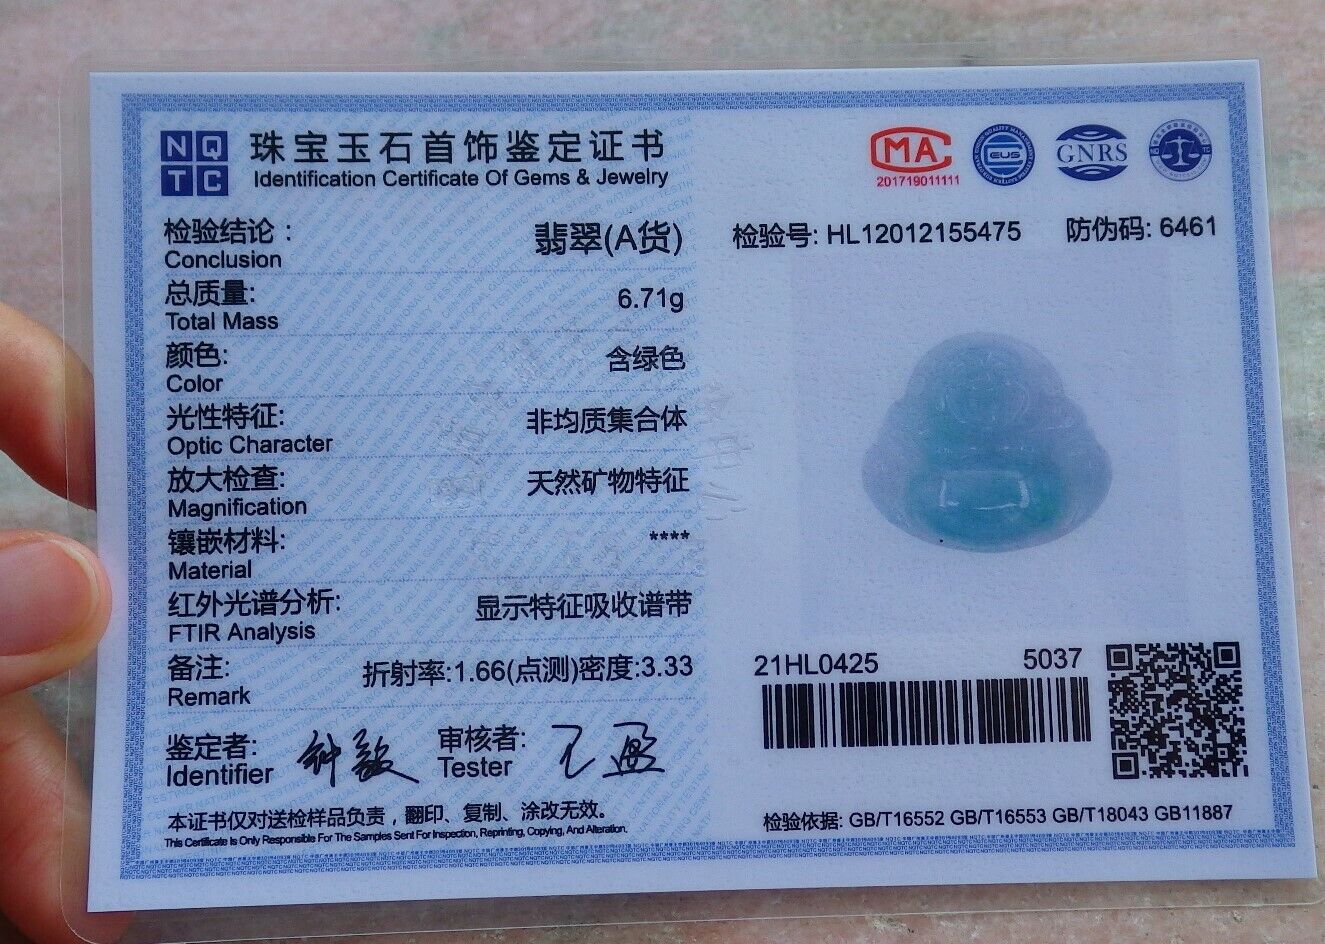 NQ
TC
珠宝玉石首饰鉴定证书
Identification Certificate Of Gems & Jewelry
MA
201719011111
GNRS
检验结论： 翡翠(A货)
Conclusion
检验号: HL12012155475 防伪码: 6461
总质量: 6.71g
Total Mass
颜色: 含绿色
Color
光性特征: 非均质集合体
Optic Character
放大检查: 天然矿物特征
Magnification
镶嵌材料: ****
Material
红外光谱分析: 显示特征吸收谱带
FTIR Analysis
备注: 折射率:1.66(点测)密度:3.33
Remark
21HL0425 5037
鉴定者:
Identifier
审核者:
Tester
本证书仅对送检样品负责，翻印、复制、涂改无效。
This Certificate Is Only Responsible For The Samples Sent For Inspection, Reprinting, Copying, And Alteration.
检验依据: GB/T16552 GB/T16553 GB/T18043 GB11887